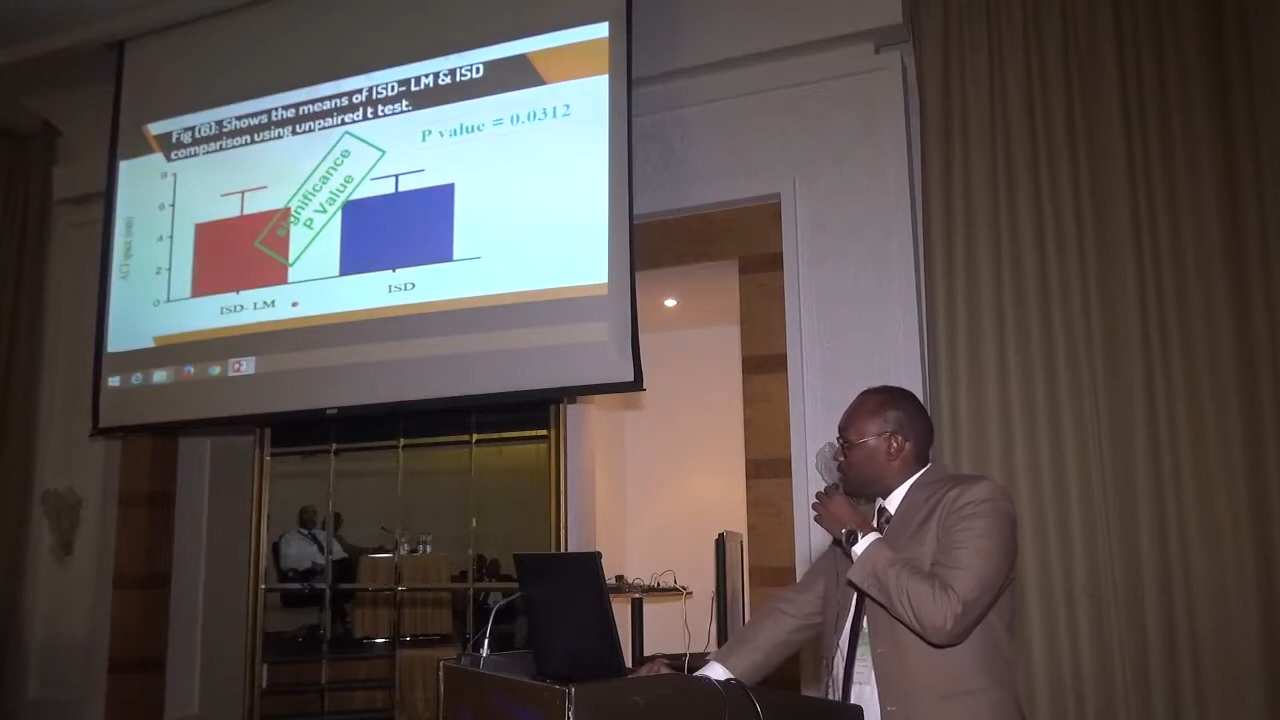 Fig (6): Shows the means of ISD- LM & ISD
comparison using unpaired t test.
P value = 0.0312
significance
P Value
8
6
4
2
0
ISD- LM
ISD